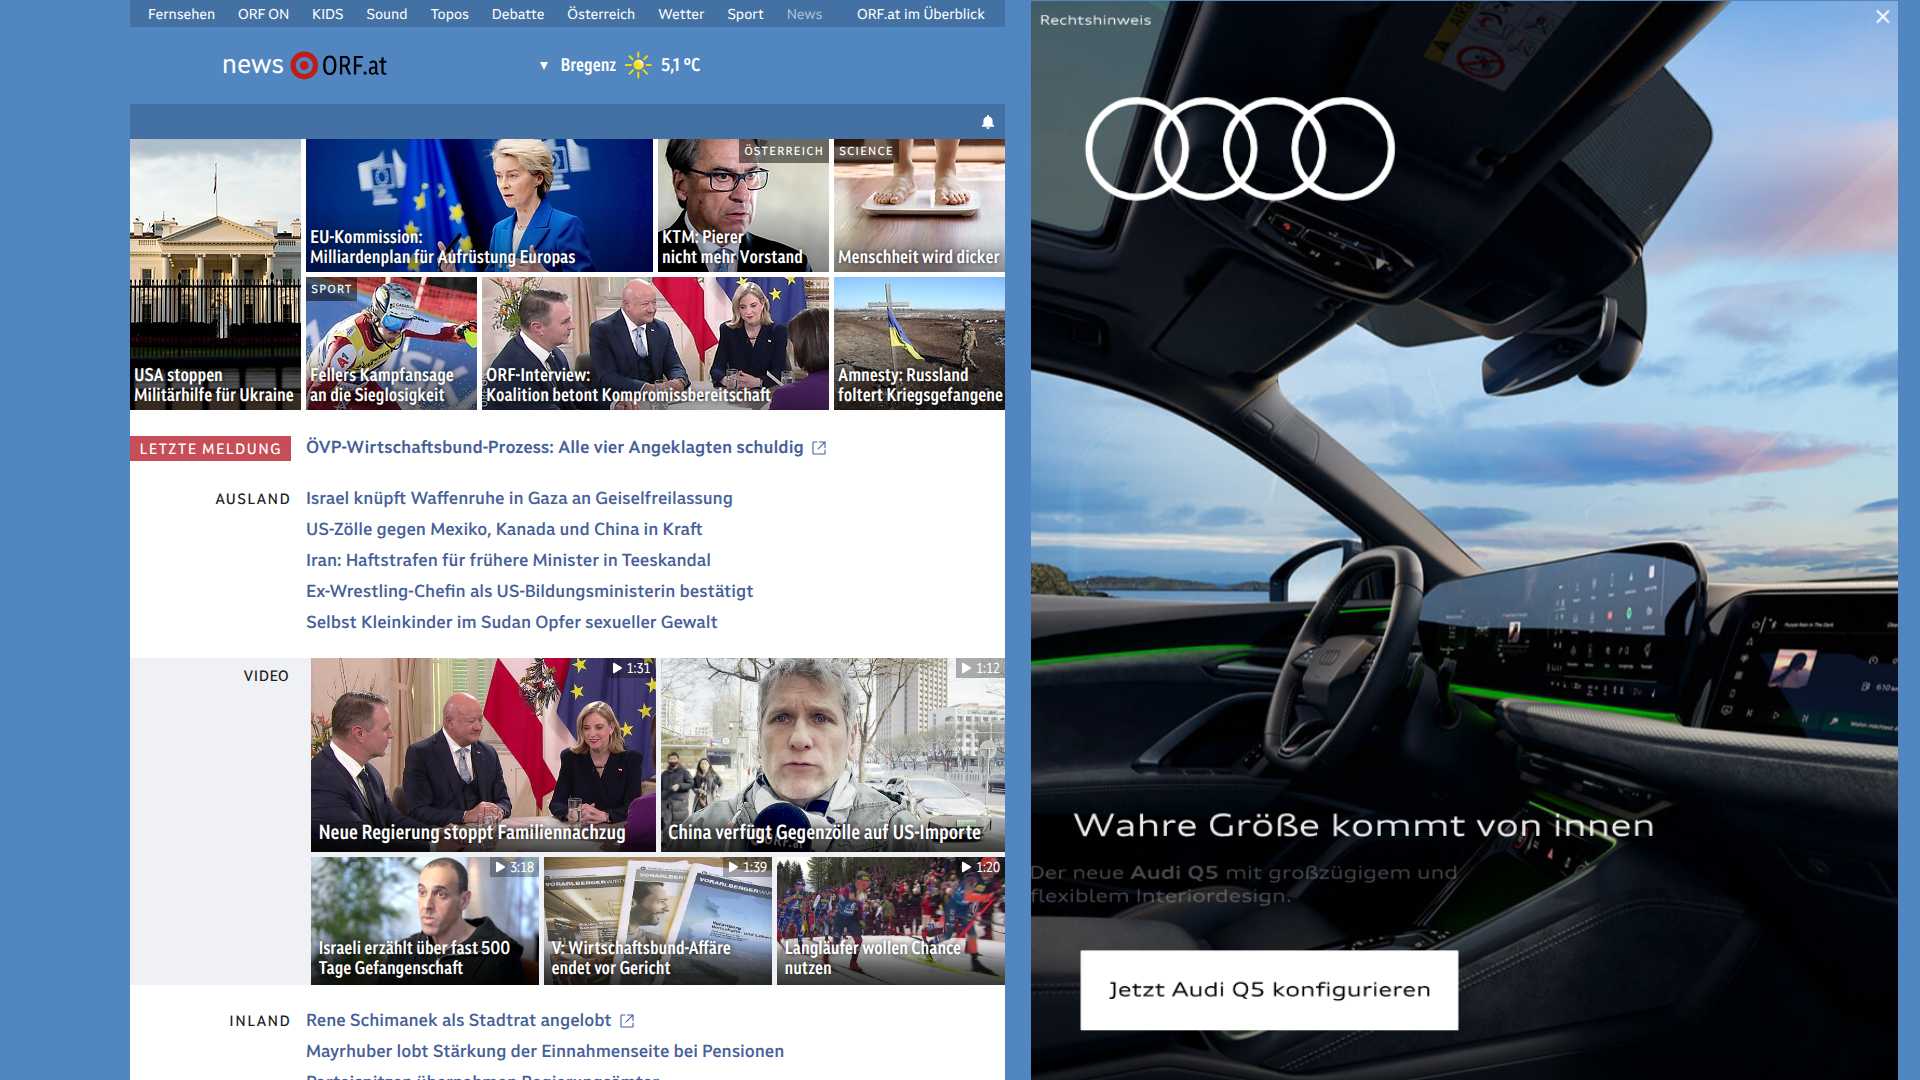 Fernsehen ORF ON KIDS Sound Topos Debatte Österreich Wetter Sport News ORF.at im Überblick
news ORF.at
Bregenz 5,1 °C
USA stoppen
Militärhilfe für Ukraine
EU-Kommission:
Milliardenplan für Aufrüstung Europas
ÖSTERREICH
KTM: Pierer
nicht mehr Vorstand
SCIENCE
Menschheit wird dicker
SPORT
Fellers Kampfansage
an die Sieglosigkeit
ORF-Interview:
Koalition betont Kompromissbereitschaft
Amnesty: Russland
foltert Kriegsgefangene
LETZTE MELDUNG
ÖVP-Wirtschaftsbund-Prozess: Alle vier Angeklagten schuldig
AUSLAND
Israel knüpft Waffenruhe in Gaza an Geiselfreilassung
US-Zölle gegen Mexiko, Kanada und China in Kraft
Iran: Haftstrafen für frühere Minister in Teeskandal
Ex-Wrestling-Chefin als US-Bildungsministerin bestätigt
Selbst Kleinkinder im Sudan Opfer sexueller Gewalt
VIDEO
1:31
Neue Regierung stoppt Familiennachzug
1:12
China verfügt Gegenzölle auf US-Importe
3:18
Israeli erzählt über fast 500
Tage Gefangenschaft
1:39
V: Wirtschaftsbund-Affäre
endet vor Gericht
1:20
Langläufer wollen Chance
nutzen
INLAND
Rene Schimanek als Stadtrat angelobt
Mayrhuber lobt Stärkung der Einnahmenseite bei Pensionen
Parteispitzen übernehmen Regierungsämter
Rechtshinweis
Wahre Größe kommt von innen
Der neue Audi Q5 mit großzügigem und
flexiblem Interiordesign.
Jetzt Audi Q5 konfigurieren